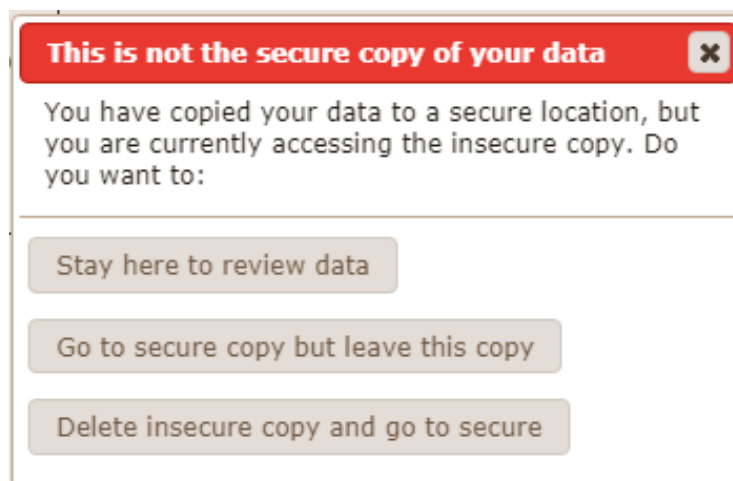 This is not the secure copy of your data
You have copied your data to a secure location, but
you are currently accessing the insecure copy. Do
you want to:
Stay here to review data
Go to secure copy but leave this copy
Delete insecure copy and go to secure